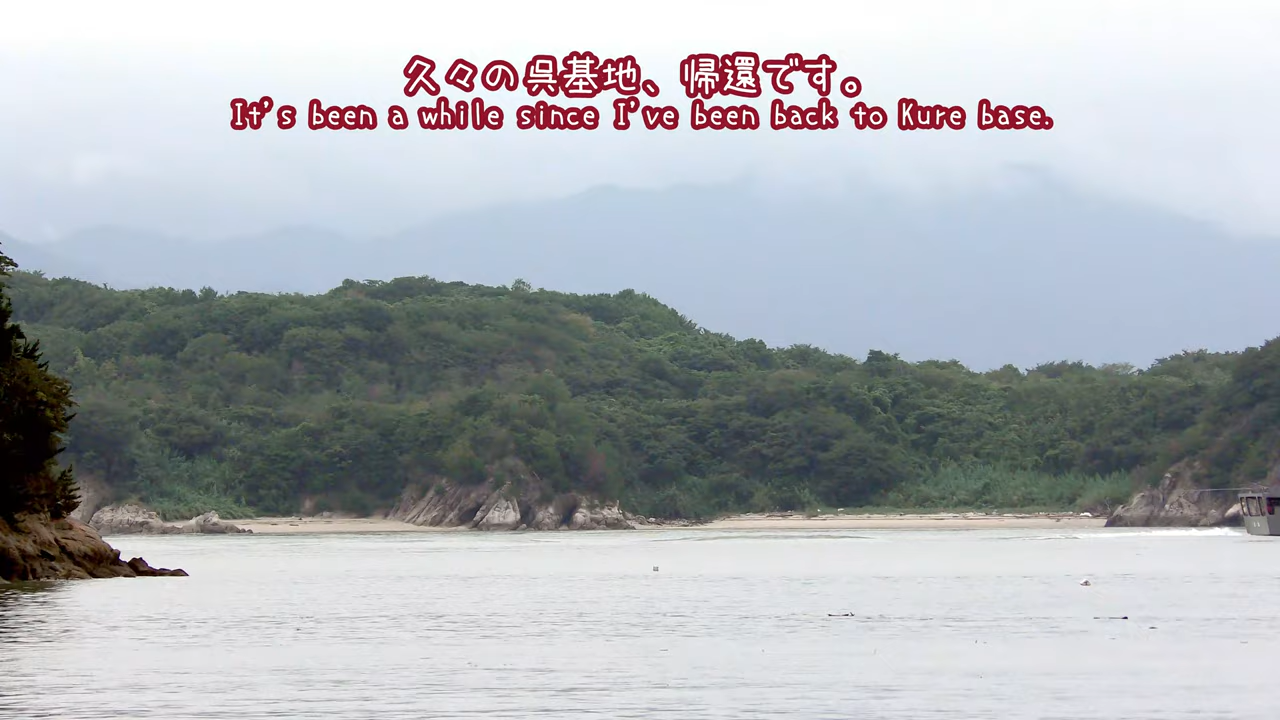 久々の呉基地、帰還です。
It's been a while since I've been back to Kure base.